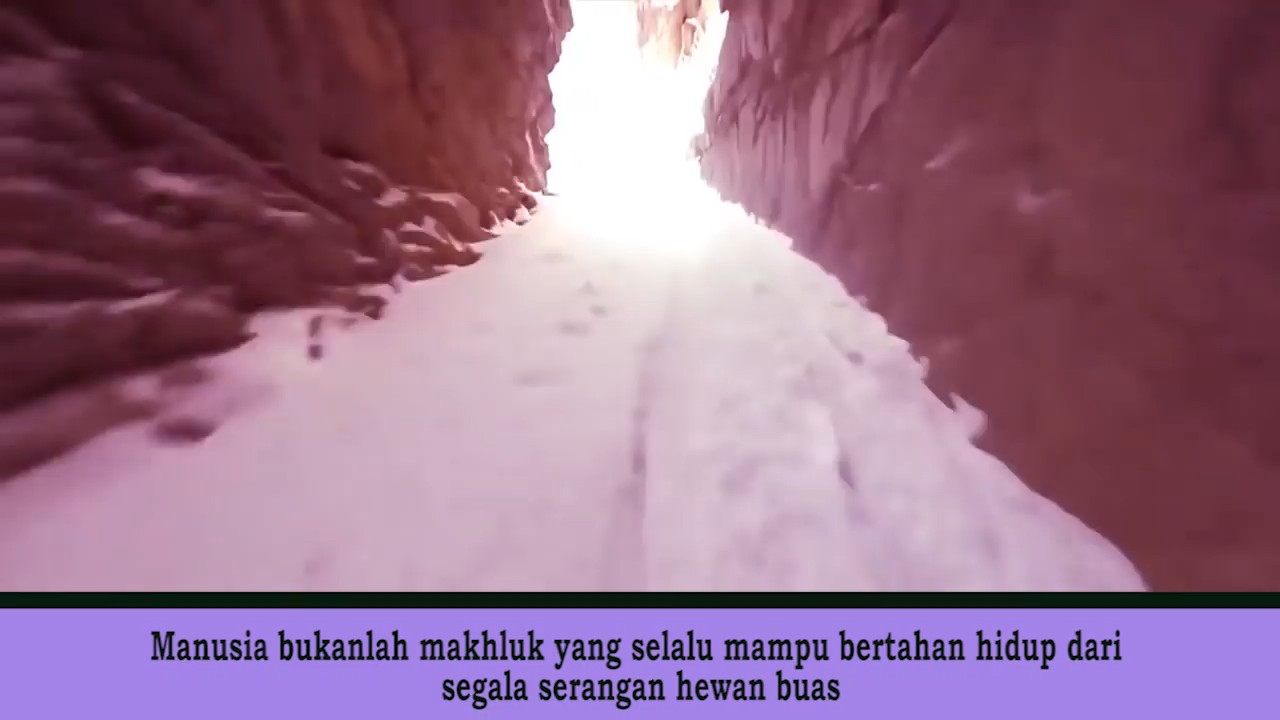 Manusia bukanlah makhluk yang selalu mampu bertahan hidup dari
segala serangan hewan buas